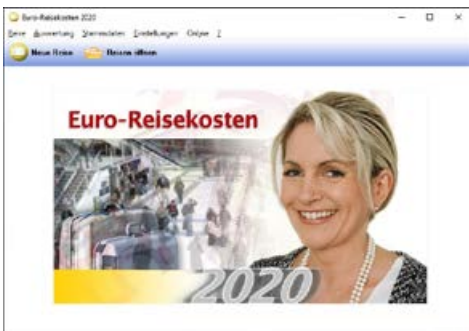 Euro-Reisekosten 2020
Reise Auswertung Stammdaten Einstellungen Online ?
Neue Reise Reisen öffnen
Euro-Reisekosten
2020